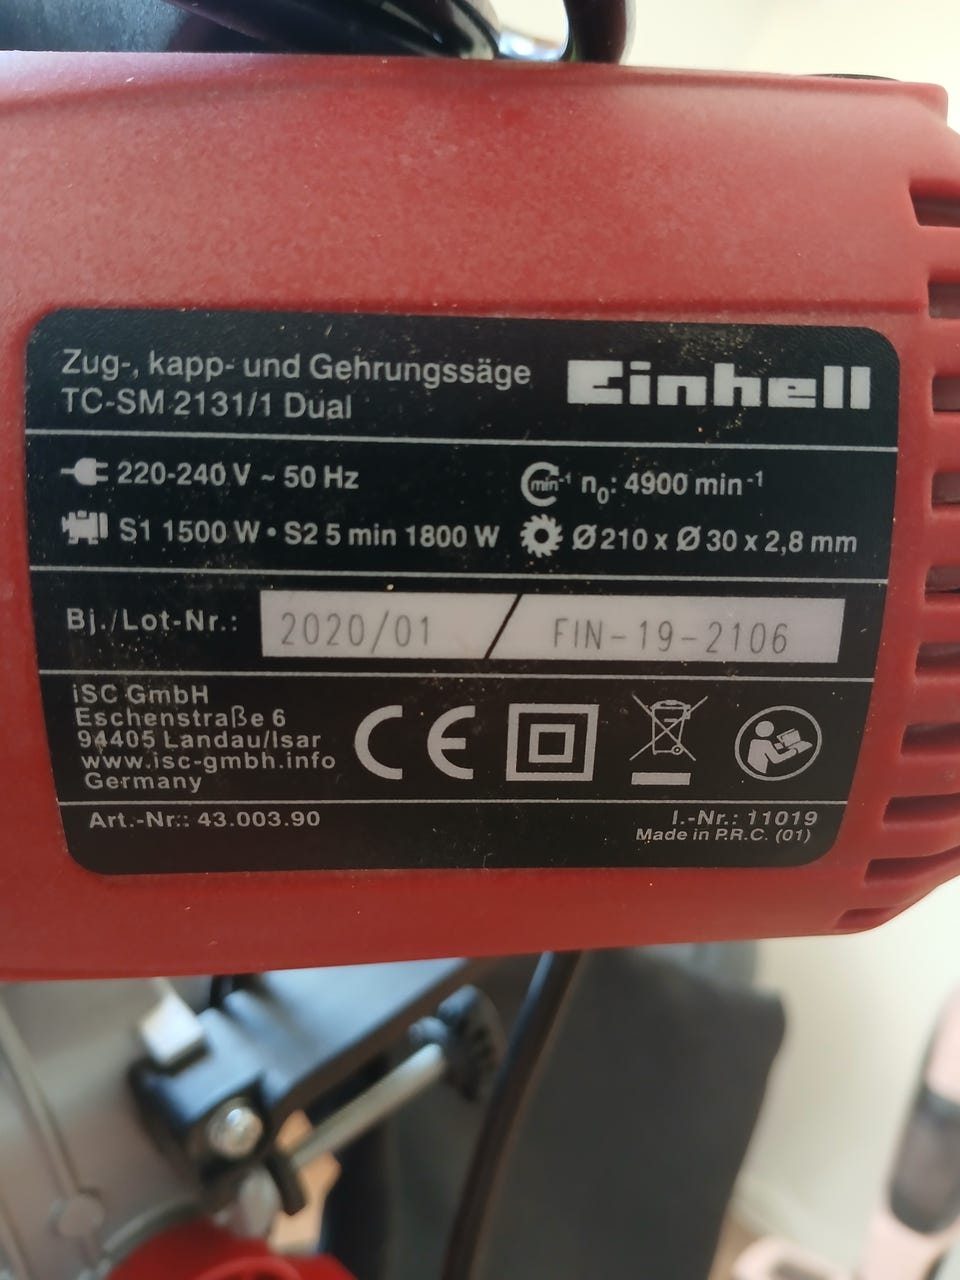 Zug-, kapp- und Gehrungssäge
TC-SM 2131/1 Dual
Einhell
220-240 V ~ 50 Hz
min-1 n0: 4900 min-1
S1 1500 W • S2 5 min 1800 W
Ø 210 x Ø 30 x 2,8 mm
Bj./Lot-Nr.: 2020/01 / FIN-19-2106
iSC GmbH
Eschenstraße 6
94405 Landau/Isar
www.isc-gmbh.info
Germany
CE
Art.-Nr.: 43.003.90
I.-Nr.: 11019
Made in P.R.C. (01)